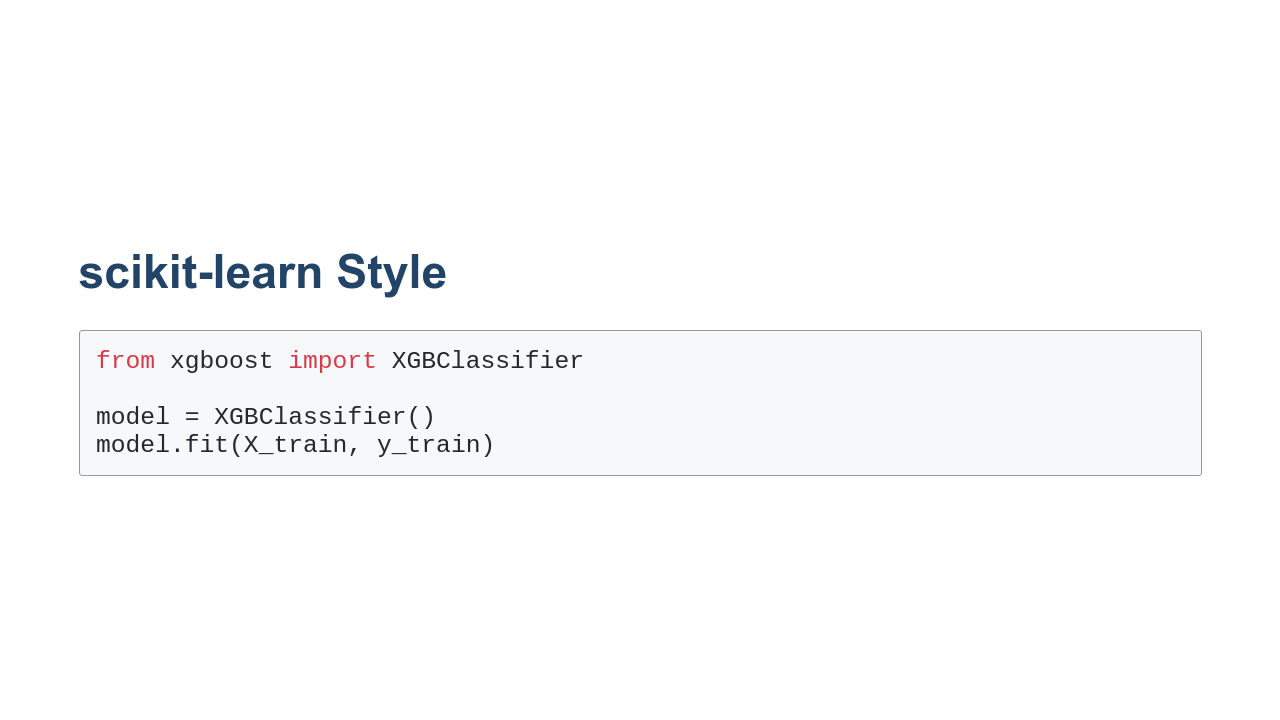 scikit-learn Style
from xgboost import XGBClassifier
model = XGBClassifier()
model.fit(X_train, y_train)